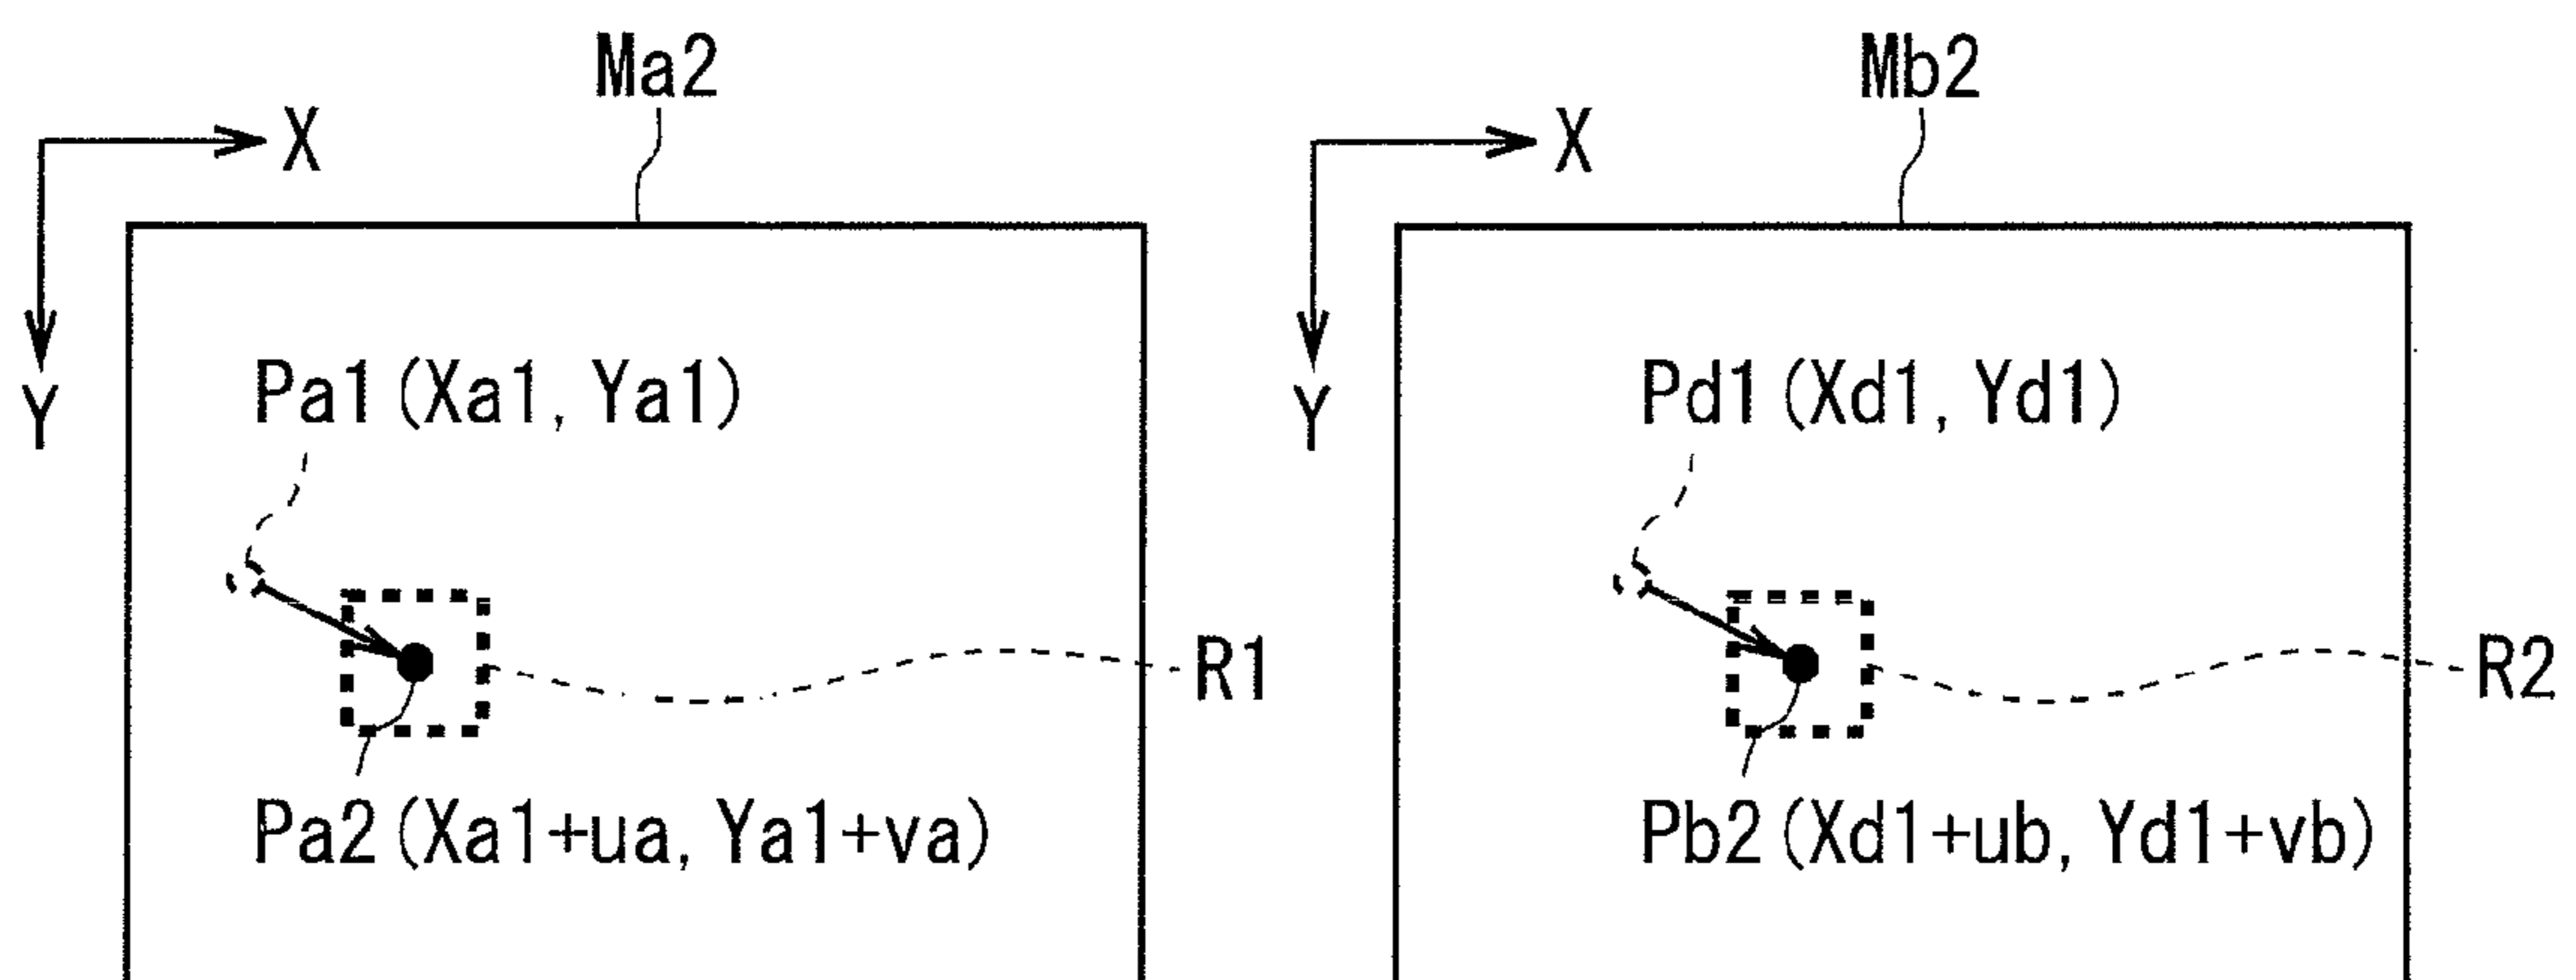 Ma2
Mb2
X
X
Y
Y
Pa1 (Xa1, Ya1)
Pd1 (Xd1, Yd1)
R1
R2
Pa2 (Xa1+ua, Ya1+va)
Pb2 (Xd1+ub, Yd1+vb)